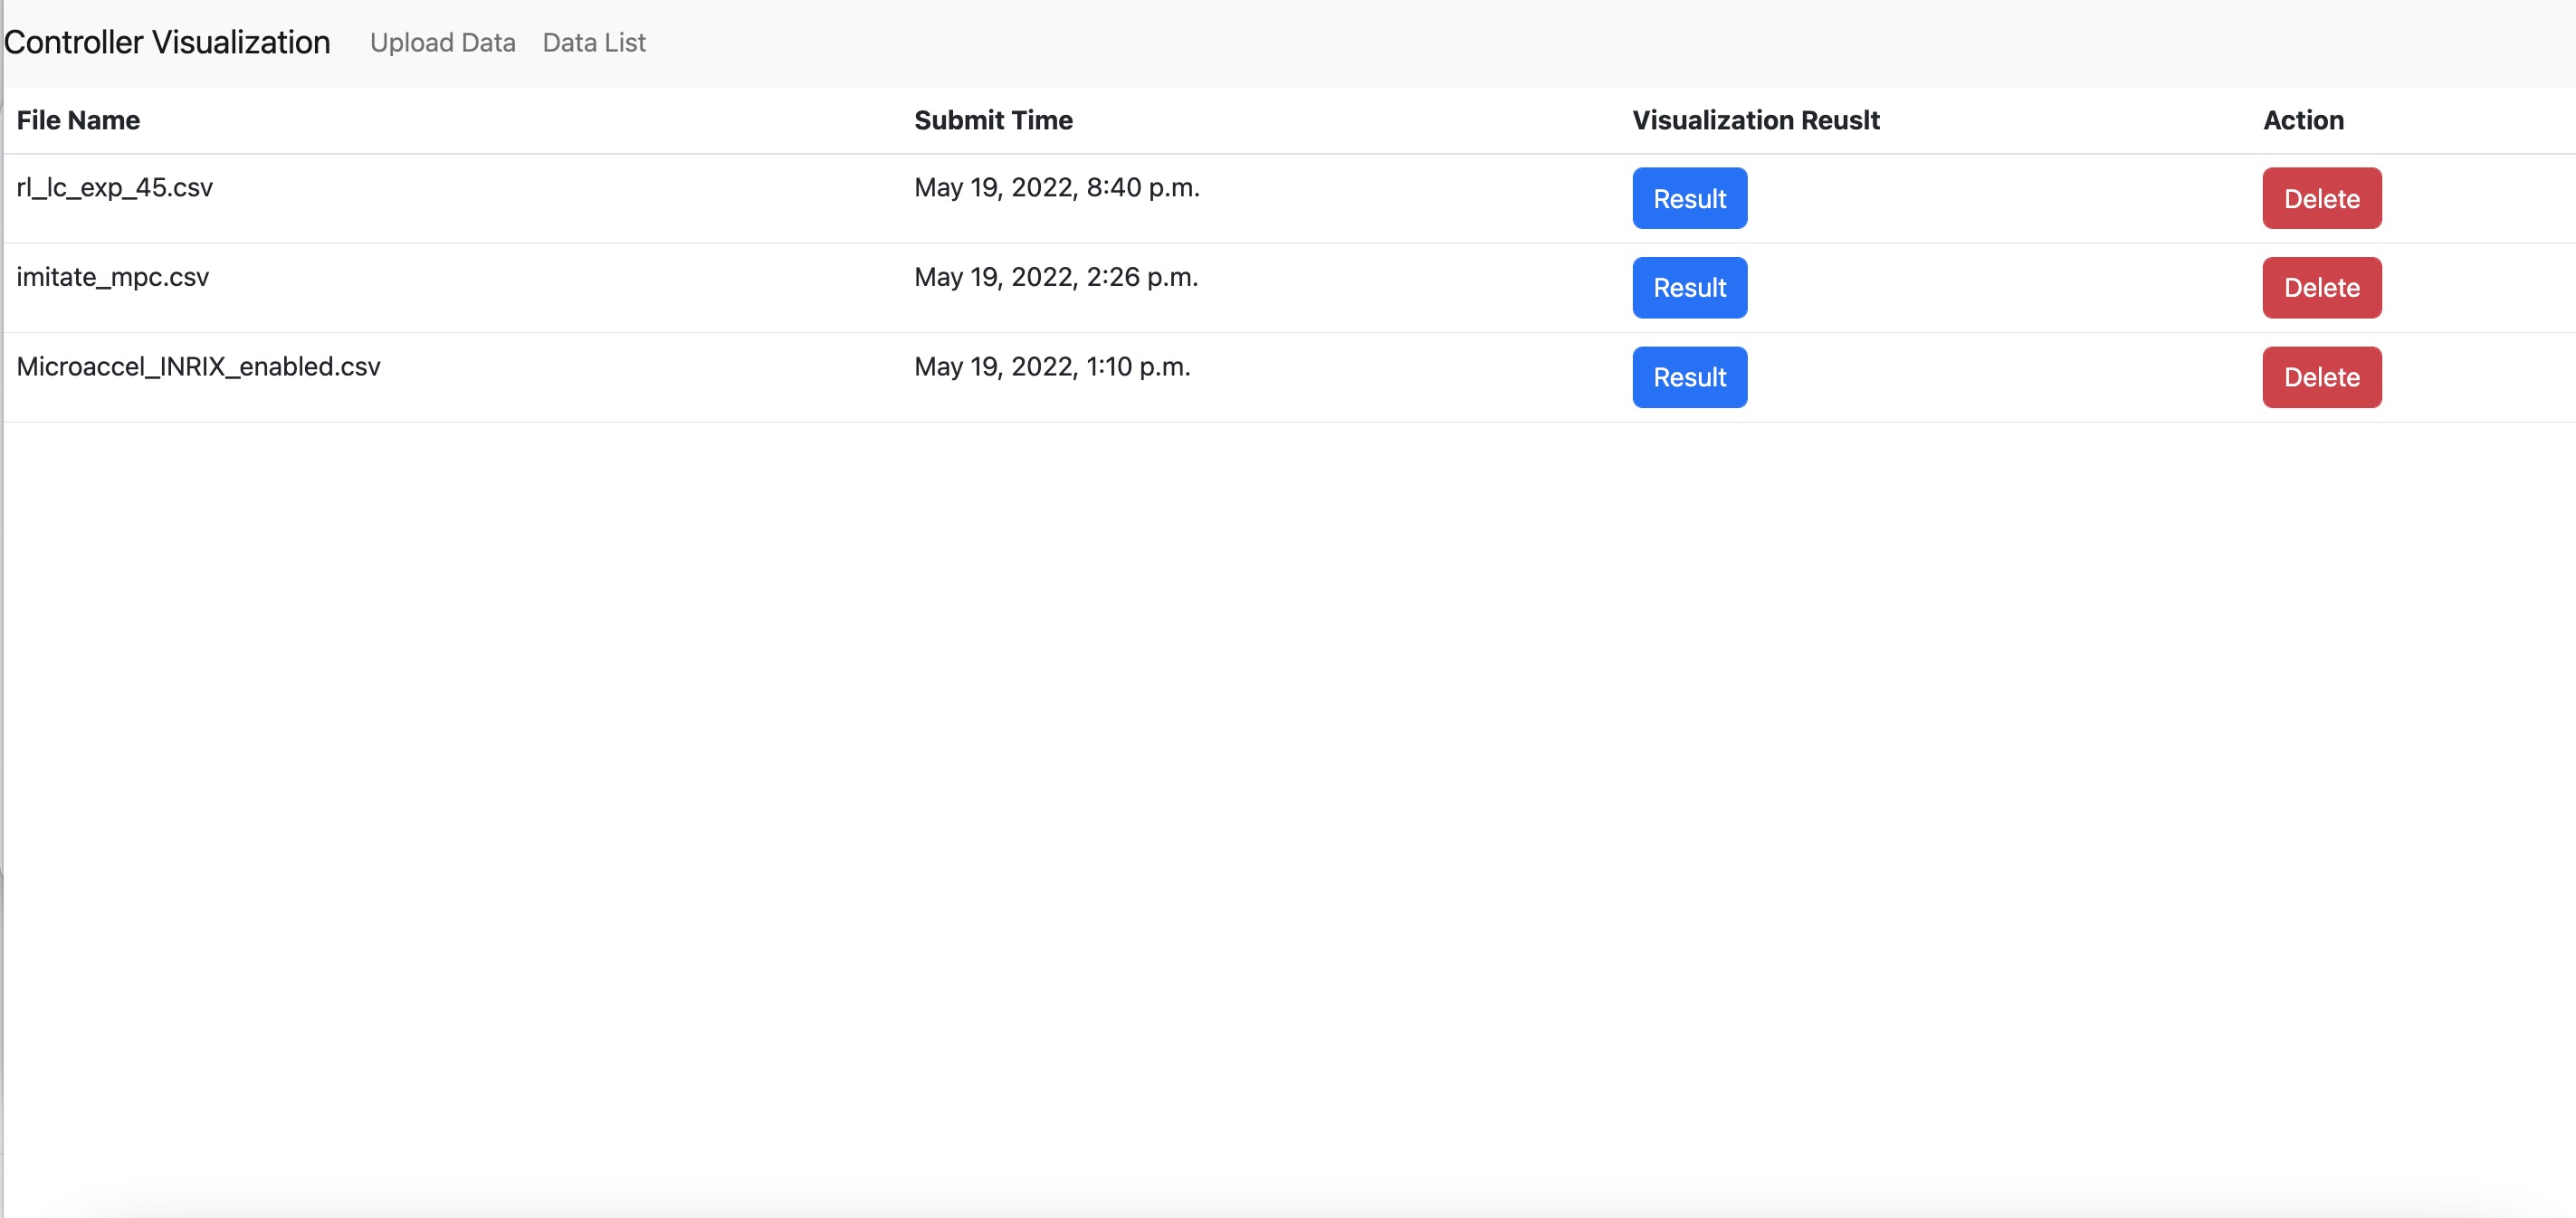 Controller Visualization Upload Data Data List
File Name Submit Time Visualization Reuslt Action
rl_lc_exp_45.csv May 19, 2022, 8:40 p.m. Result Delete
imitate_mpc.csv May 19, 2022, 2:26 p.m. Result Delete
Microaccel_INRIX_enabled.csv May 19, 2022, 1:10 p.m. Result Delete